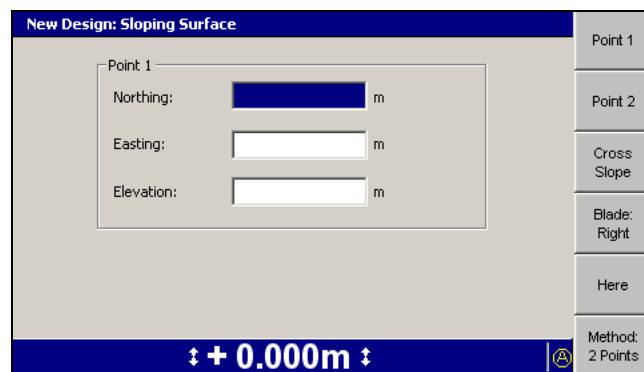 New Design: Sloping Surface
Point 1
Northing: m
Easting: m
Elevation: m
+ 0.000m
A
Point 1
Point 2
Cross
Slope
Blade:
Right
Here
Method:
2 Points